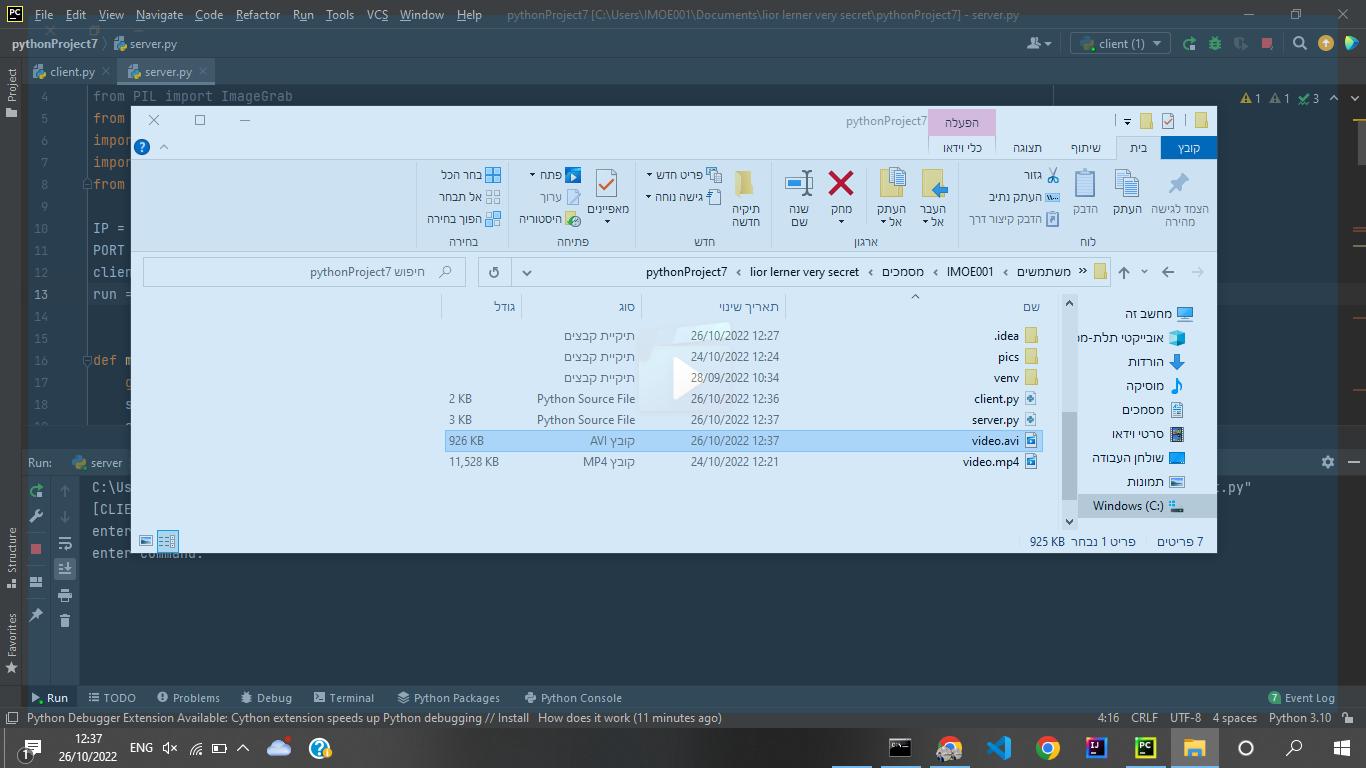 File Edit View Navigate Code Refactor Run Tools VCS Window Help pythonProject7 [C:\Users\IMOE001\Documents\lior lerner very secret\pythonProject7] - server.py
pythonProject7 server.py
client (1)
client.py server.py
4 from PIL import ImageGrab
1 1 3
5 from
6
7
8 from
9
10 IP =
11 PORT
12
13 run =
14
15
16 def
17
18
pythonProject7
הפעלה
כלי וידאו
קובץ בית שיתוף תצוגה
הצמד לגישה מהירה
העתק
הדבק
גזור
העתק נתיב
הדבק קיצור דרך
לוח
העבר אל
העתק אל
מחק
שנה שם
ארגון
תיקיה חדשה
פריט חדש
גישה נוחה
חדש
מאפיינים
פתח
ערוך
היסטוריה
פתיחה
בחר הכל
אל תבחר
הפוך בחירה
בחירה
משתמשים IMOE001 מסמכים lior lerner very secret pythonProject7
חיפוש pythonProject7
שם תאריך שינוי סוג גודל
.idea 26/10/2022 12:27 תיקיית קבצים
pics 24/10/2022 12:24 תיקיית קבצים
venv 28/09/2022 10:34 תיקיית קבצים
client.py 26/10/2022 12:36 Python Source File 2 KB
server.py 26/10/2022 12:37 Python Source File 3 KB
video.avi 26/10/2022 12:37 קובץ AVI 926 KB
video.mp4 24/10/2022 12:21 קובץ MP4 11,528 KB
מחשב זה
אובייקטי תלת-ממ
הורדות
מוסיקה
מסמכים
סרטי וידאו
שולחן העבודה
תמונות
Windows (C:)
7 פריטים פריט 1 נבחר 925 KB
Project
Structure
Favorites
Run: server
enter
enter command:
Run TODO Problems Debug Terminal Python Packages Python Console 7 Event Log
Python Debugger Extension Available: Cython extension speeds up Python debugging // Install How does it work (11 minutes ago) 4:16 CRLF UTF-8 4 spaces Python 3.10
1
12:37
26/10/2022
ENG